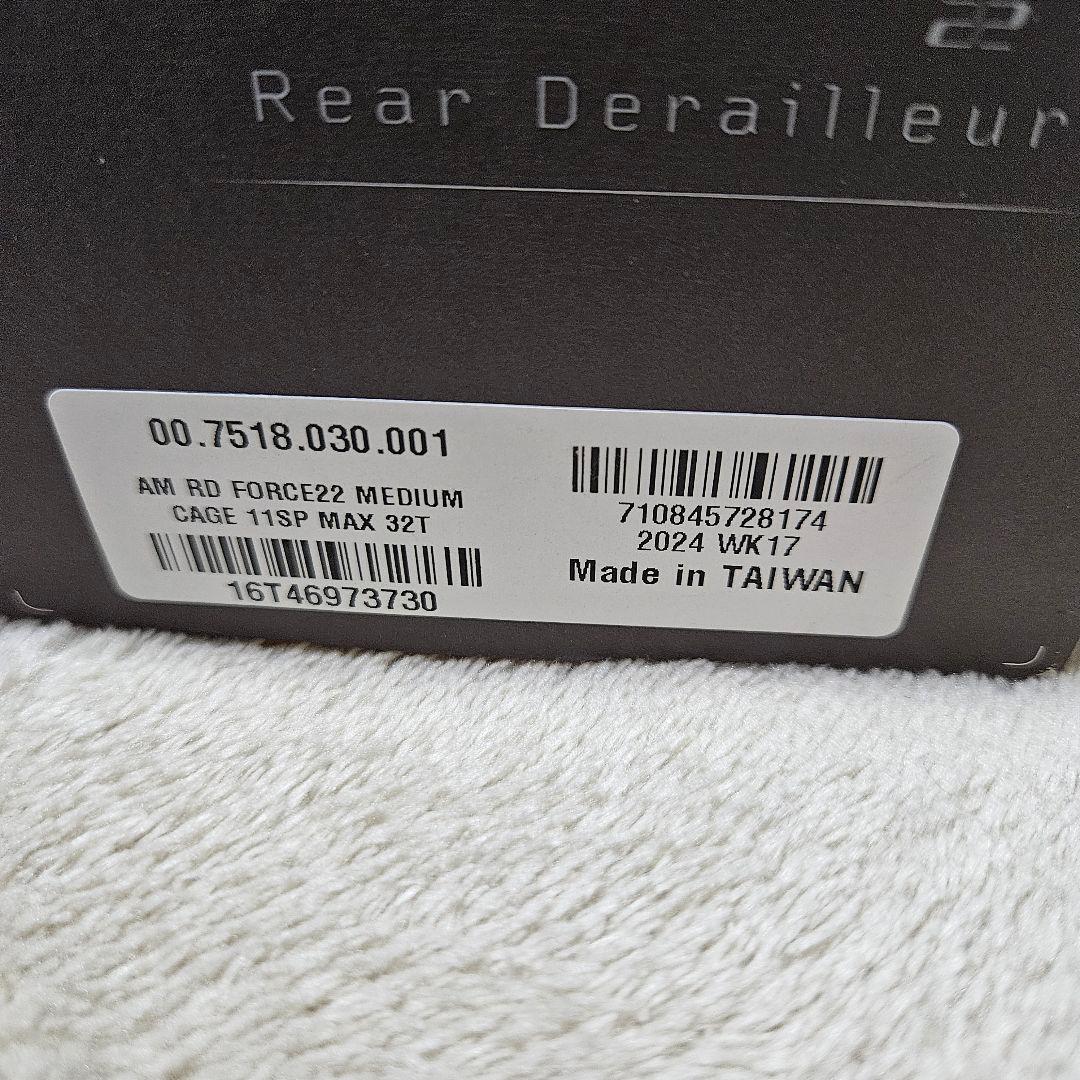 22
Rear Derailleur
00.7518.030.001
AM RD FORCE22 MEDIUM
CAGE 11SP MAX 32T
16T46973730
710845728174
2024 WK17
Made in TAIWAN